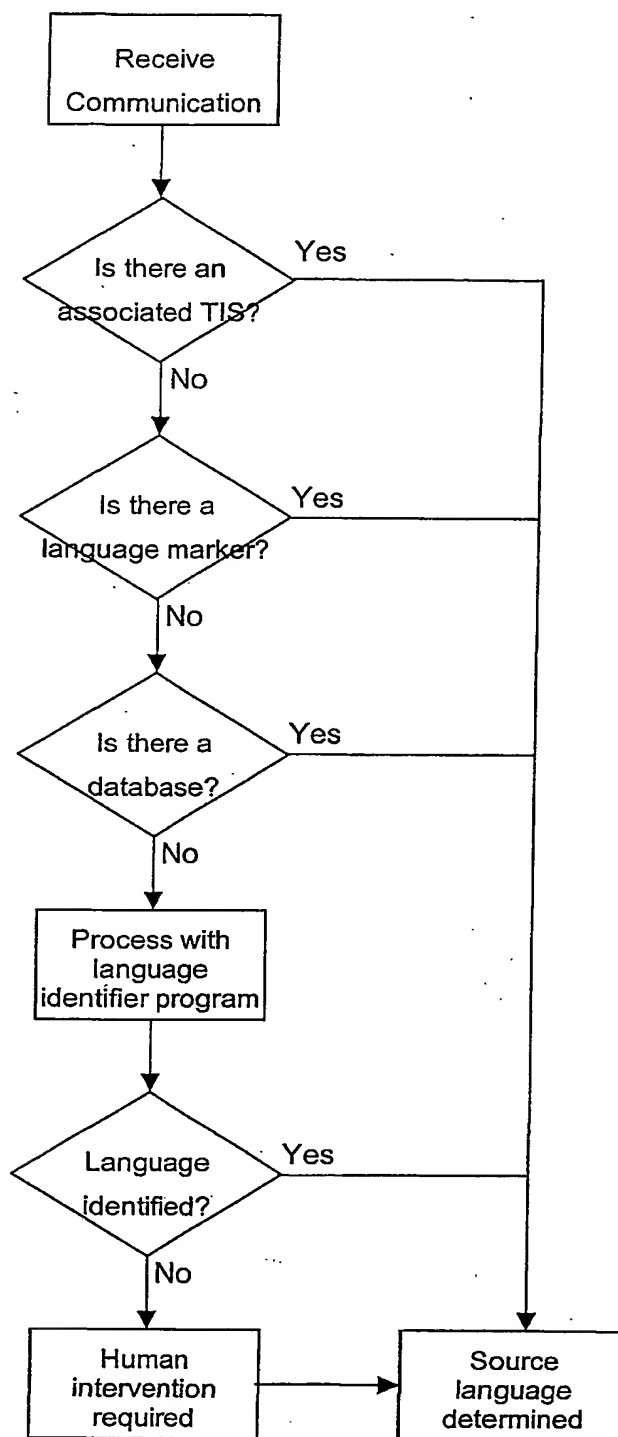 Receive
Communication
Is there an
associated TIS?
Yes
No
Is there a
language marker?
Yes
No
Is there a
database?
Yes
No
Process with
language
identifier program
Language
identified?
Yes
No
Human
intervention
required
Source
language
determined